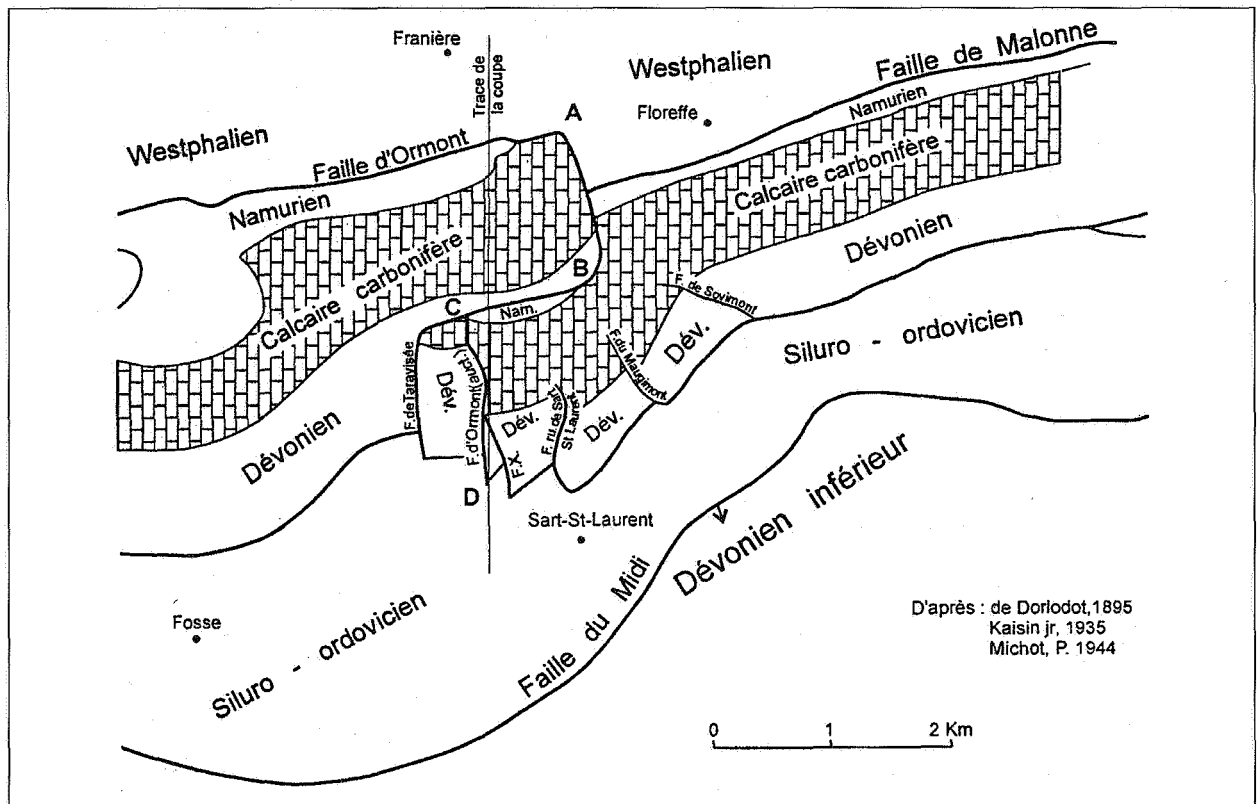 Franière
Trace de
la coupe
Westphalien
Faille de Malonne
A
Floreffe
Namurien
Westphalien
Faille d'Ormont
Calcaire carbonifère
Namurien
Dévonien
Calcaire carbonifère
B
F. de Sovimont
C
Nam.
Siluro - ordovicien
F. de Taravisée
Dév.
F. d'Ormont (auct.)
Dév.
F. du Maugimont
Dév.
F. ru de Sart
St Laurent
Dév.
F.X.
Dévonien
D
Sart-St-Laurent
Dévonien inférieur
Fosse
Siluro - ordovicien
Faille du Midi
D'après : de Dorlodot,1895
Kaisin jr, 1935
Michot, P. 1944
0 1 2 Km